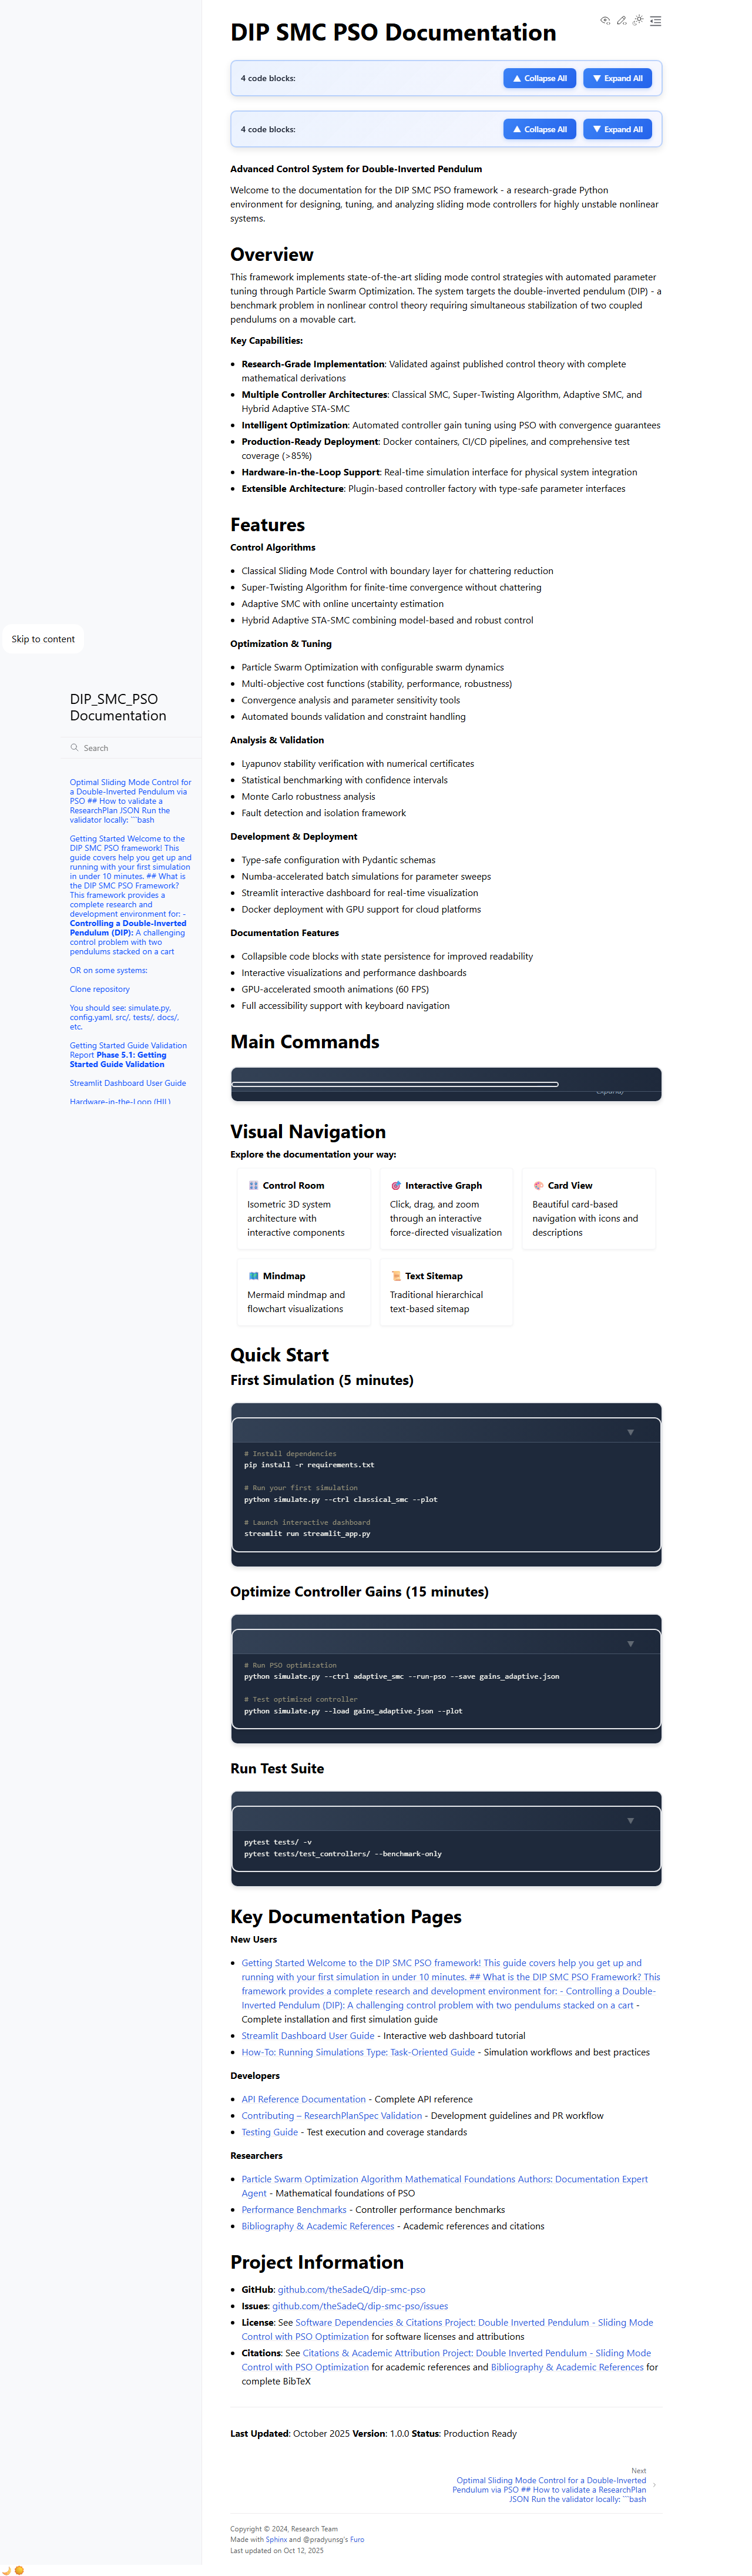 Skip to content
DIP_SMC_PSO
Documentation
Search
Optimal Sliding Mode Control for
a Double-Inverted Pendulum via
PSO ## How to validate a
ResearchPlan JSON Run the
validator locally: ```bash
Getting Started Welcome to the
DIP SMC PSO framework! This
guide covers help you get up and
running with your first simulation
in under 10 minutes. ## What is
the DIP SMC PSO Framework?
This framework provides a
complete research and
development environment for: -
Controlling a Double-Inverted
Pendulum (DIP): A challenging
control problem with two
pendulums stacked on a cart
OR on some systems:
Clone repository
You should see: simulate.py,
config.yaml, src/, tests/, docs/,
etc.
Getting Started Guide Validation
Report Phase 5.1: Getting
Started Guide Validation
Streamlit Dashboard User Guide
Hardware-in-the-Loop (HIL)
DIP SMC PSO Documentation
4 code blocks:
▲ Collapse All
▼ Expand All
4 code blocks:
▲ Collapse All
▼ Expand All
Advanced Control System for Double-Inverted Pendulum
Welcome to the documentation for the DIP SMC PSO framework - a research-grade Python
environment for designing, tuning, and analyzing sliding mode controllers for highly unstable nonlinear
systems.
Overview
This framework implements state-of-the-art sliding mode control strategies with automated parameter
tuning through Particle Swarm Optimization. The system targets the double-inverted pendulum (DIP) - a
benchmark problem in nonlinear control theory requiring simultaneous stabilization of two coupled
pendulums on a movable cart.
Key Capabilities:
• Research-Grade Implementation: Validated against published control theory with complete
mathematical derivations
• Multiple Controller Architectures: Classical SMC, Super-Twisting Algorithm, Adaptive SMC, and
Hybrid Adaptive STA-SMC
• Intelligent Optimization: Automated controller gain tuning using PSO with convergence guarantees
• Production-Ready Deployment: Docker containers, CI/CD pipelines, and comprehensive test
coverage (>85%)
• Hardware-in-the-Loop Support: Real-time simulation interface for physical system integration
• Extensible Architecture: Plugin-based controller factory with type-safe parameter interfaces
Features
Control Algorithms
• Classical Sliding Mode Control with boundary layer for chattering reduction
• Super-Twisting Algorithm for finite-time convergence without chattering
• Adaptive SMC with online uncertainty estimation
• Hybrid Adaptive STA-SMC combining model-based and robust control
Optimization & Tuning
• Particle Swarm Optimization with configurable swarm dynamics
• Multi-objective cost functions (stability, performance, robustness)
• Convergence analysis and parameter sensitivity tools
• Automated bounds validation and constraint handling
Analysis & Validation
• Lyapunov stability verification with numerical certificates
• Statistical benchmarking with confidence intervals
• Monte Carlo robustness analysis
• Fault detection and isolation framework
Development & Deployment
• Type-safe configuration with Pydantic schemas
• Numba-accelerated batch simulations for parameter sweeps
• Streamlit interactive dashboard for real-time visualization
• Docker deployment with GPU support for cloud platforms
Documentation Features
• Collapsible code blocks with state persistence for improved readability
• Interactive visualizations and performance dashboards
• GPU-accelerated smooth animations (60 FPS)
• Full accessibility support with keyboard navigation
Main Commands
Visual Navigation
Explore the documentation your way:
Control Room
Isometric 3D system
architecture with
interactive components
Interactive Graph
Click, drag, and zoom
through an interactive
force-directed visualization
Card View
Beautiful card-based
navigation with icons and
descriptions
Mindmap
Mermaid mindmap and
flowchart visualizations
Text Sitemap
Traditional hierarchical
text-based sitemap
Quick Start
First Simulation (5 minutes)
# Install dependencies
pip install -r requirements.txt
# Run your first simulation
python simulate.py --ctrl classical_smc --plot
# Launch interactive dashboard
streamlit run streamlit_app.py
Optimize Controller Gains (15 minutes)
# Run PSO optimization
python simulate.py --ctrl adaptive_smc --run-pso --save gains_adaptive.json
# Test optimized controller
python simulate.py --load gains_adaptive.json --plot
Run Test Suite
pytest tests/ -v
pytest tests/test_controllers/ --benchmark-only
Key Documentation Pages
New Users
• Getting Started Welcome to the DIP SMC PSO framework! This guide covers help you get up and
running with your first simulation in under 10 minutes. ## What is the DIP SMC PSO Framework? This
framework provides a complete research and development environment for: - Controlling a Double-
Inverted Pendulum (DIP): A challenging control problem with two pendulums stacked on a cart -
Complete installation and first simulation guide
• Streamlit Dashboard User Guide - Interactive web dashboard tutorial
• How-To: Running Simulations Type: Task-Oriented Guide - Simulation workflows and best practices
Developers
• API Reference Documentation - Complete API reference
• Contributing – ResearchPlanSpec Validation - Development guidelines and PR workflow
• Testing Guide - Test execution and coverage standards
Researchers
• Particle Swarm Optimization Algorithm Mathematical Foundations Authors: Documentation Expert
Agent - Mathematical foundations of PSO
• Performance Benchmarks - Controller performance benchmarks
• Bibliography & Academic References - Academic references and citations
Project Information
• GitHub: github.com/theSadeQ/dip-smc-pso
• Issues: github.com/theSadeQ/dip-smc-pso/issues
• License: See Software Dependencies & Citations Project: Double Inverted Pendulum - Sliding Mode
Control with PSO Optimization for software licenses and attributions
• Citations: See Citations & Academic Attribution Project: Double Inverted Pendulum - Sliding Mode
Control with PSO Optimization for academic references and Bibliography & Academic References for
complete BibTeX
Last Updated: October 2025 Version: 1.0.0 Status: Production Ready
Next
Optimal Sliding Mode Control for a Double-Inverted
Pendulum via PSO ## How to validate a ResearchPlan
JSON Run the validator locally: ```bash
Copyright © 2024, Research Team
Made with Sphinx and @pradyunsg's Furo
Last updated on Oct 12, 2025